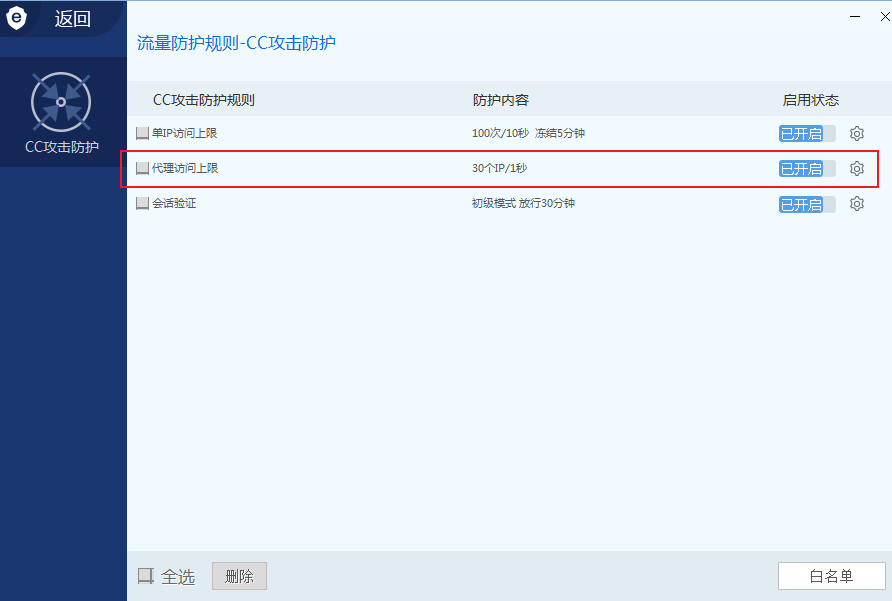 返回
流量防护规则-CC攻击防护
CC攻击防护
CC攻击防护规则 防护内容 启用状态
单IP访问上限 100次/10秒 冻结5分钟 已开启
代理访问上限 30个IP/1秒 已开启
会话验证 初级模式 放行30分钟 已开启
全选 删除 白名单